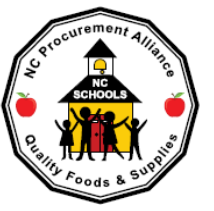 NC Procurement Alliance
NC
SCHOOLS
Quality Foods & Supplies